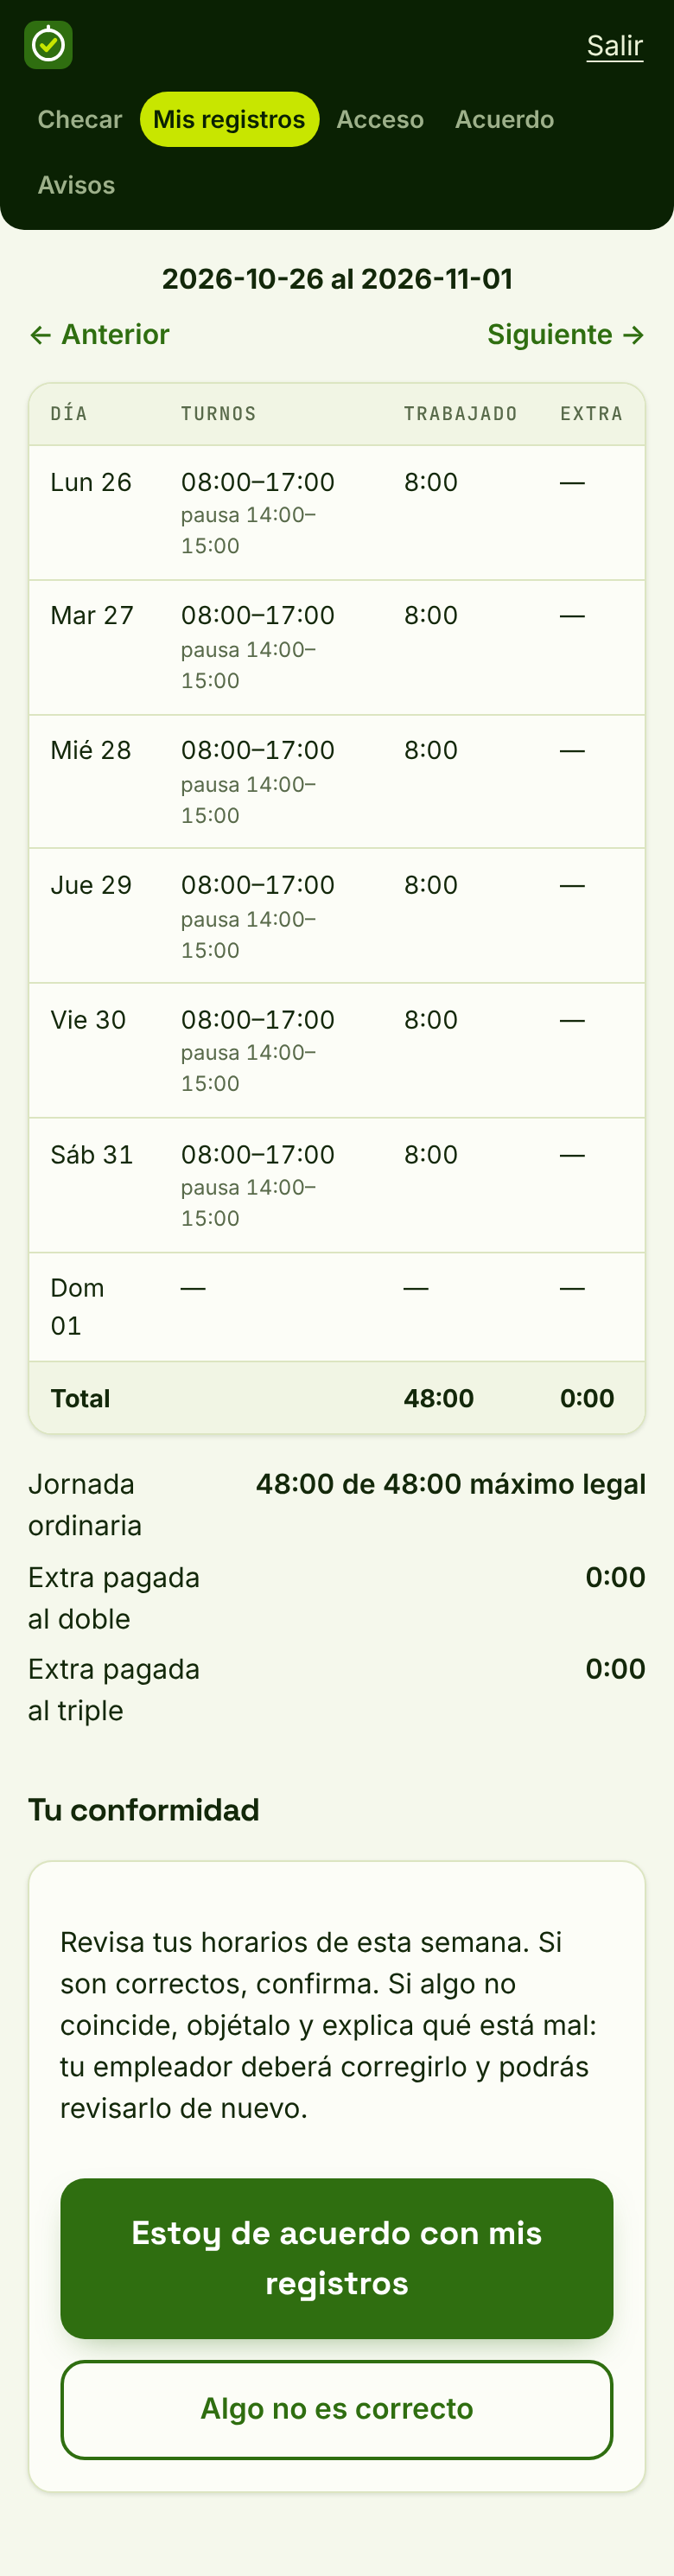 Salir
Checar Mis registros Acceso Acuerdo
Avisos
2026-10-26 al 2026-11-01
← Anterior Siguiente →
DÍA TURNOS TRABAJADO EXTRA
Lun 26 08:00–17:00 8:00 —
pausa 14:00–
15:00
Mar 27 08:00–17:00 8:00 —
pausa 14:00–
15:00
Mié 28 08:00–17:00 8:00 —
pausa 14:00–
15:00
Jue 29 08:00–17:00 8:00 —
pausa 14:00–
15:00
Vie 30 08:00–17:00 8:00 —
pausa 14:00–
15:00
Sáb 31 08:00–17:00 8:00 —
pausa 14:00–
15:00
Dom — — —
01
Total 48:00 0:00
Jornada 48:00 de 48:00 máximo legal
ordinaria
Extra pagada 0:00
al doble
Extra pagada 0:00
al triple
Tu conformidad
Revisa tus horarios de esta semana. Si
son correctos, confirma. Si algo no
coincide, objétalo y explica qué está mal:
tu empleador deberá corregirlo y podrás
revisarlo de nuevo.
Estoy de acuerdo con mis
registros
Algo no es correcto